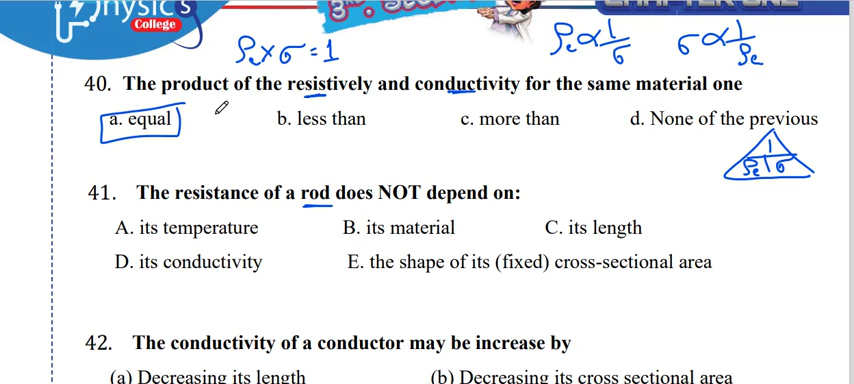 Physics
College
CHAPTER ONE
ρₑ × σ = 1
ρₑ ∝ 1/σ
σ ∝ 1/ρₑ
40. The product of the resistively and conductivity for the same material one
a. equal b. less than c. more than d. None of the previous
1
ρₑ | σ
41. The resistance of a rod does NOT depend on:
A. its temperature B. its material C. its length
D. its conductivity E. the shape of its (fixed) cross-sectional area
42. The conductivity of a conductor may be increase by
(a) Decreasing its length (b) Decreasing its cross sectional area